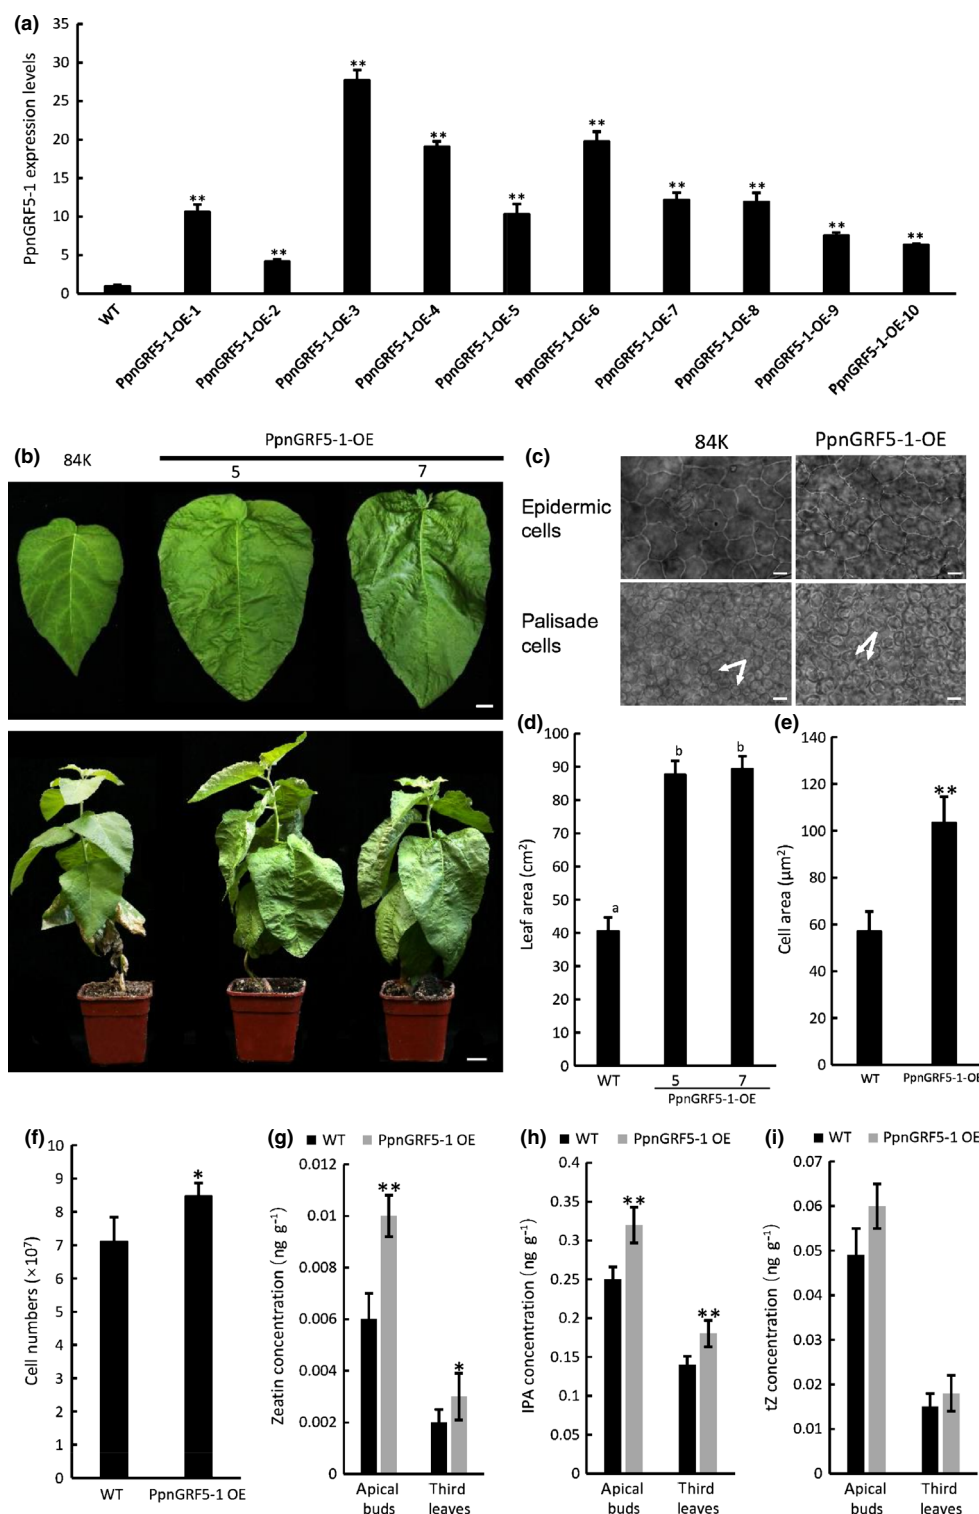 (a)
PpnGRF5-1 expression levels
35
30
25
20
15
10
5
0
**
**
**
**
**
**
**
**
**
**
WT
PpnGRF5-1-OE-1
PpnGRF5-1-OE-2
PpnGRF5-1-OE-3
PpnGRF5-1-OE-4
PpnGRF5-1-OE-5
PpnGRF5-1-OE-6
PpnGRF5-1-OE-7
PpnGRF5-1-OE-8
PpnGRF5-1-OE-9
PpnGRF5-1-OE-10
(b)
84K
PpnGRF5-1-OE
5
7
(c)
84K
PpnGRF5-1-OE
Epidermic
cells
Palisade
cells
(d)
Leaf area (cm²)
100
90
80
70
60
50
40
30
20
10
0
a
b
b
WT
5
7
PpnGRF5-1-OE
(e)
Cell area (μm²)
140
120
100
80
60
40
20
0
**
WT
PpnGRF5-1-OE
(f)
Cell numbers (×10⁷)
10
9
8
7
6
5
4
3
2
1
0
*
WT
PpnGRF5-1 OE
(g)
WT
PpnGRF5-1 OE
Zeatin concentration (ng g⁻¹)
0.012
0.01
0.008
0.006
0.004
0.002
0
**
*
Apical
buds
Third
leaves
(h)
WT
PpnGRF5-1 OE
IPA concentration (ng g⁻¹)
0.4
0.35
0.3
0.25
0.2
0.15
0.1
0.05
0
**
**
Apical
buds
Third
leaves
(i)
WT
PpnGRF5-1 OE
tZ concentration (ng g⁻¹)
0.07
0.06
0.05
0.04
0.03
0.02
0.01
0
Apical
buds
Third
leaves